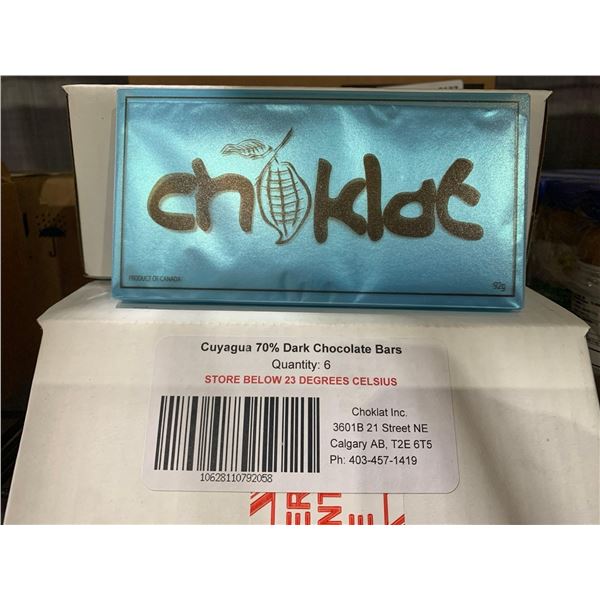 choklat
PRODUCT OF CANADA
92g
Cuyagua 70% Dark Chocolate Bars
Quantity: 6
STORE BELOW 23 DEGREES CELSIUS
Choklat Inc.
3601B 21 Street NE
Calgary AB, T2E 6T5
Ph: 403-457-1419
10628110792058